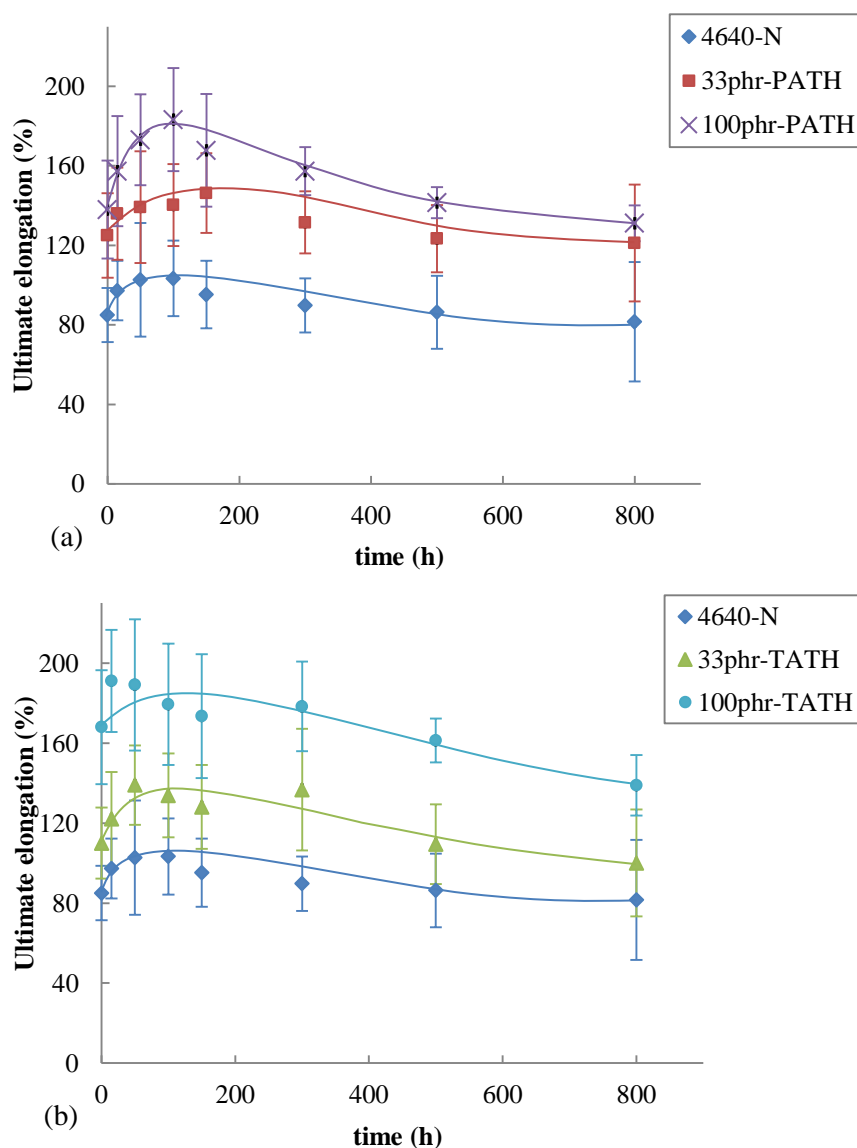 4640-N
33phr-PATH
100phr-PATH
Ultimate elongation (%)
200
160
120
80
40
0
0 200 400 600 800
(a)
time (h)
4640-N
33phr-TATH
100phr-TATH
Ultimate elongation (%)
200
160
120
80
40
0
0 200 400 600 800
(b)
time (h)